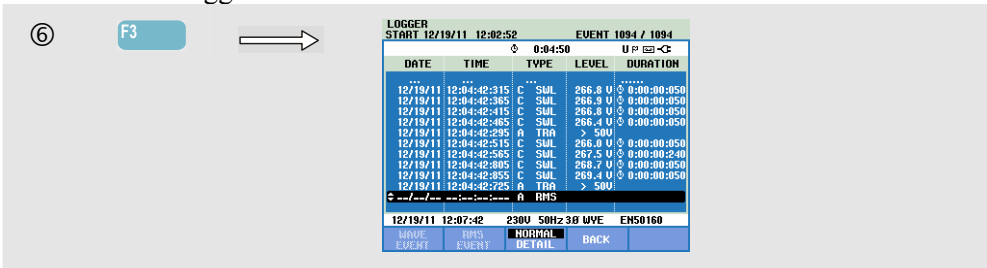 ⑥ F3
LOGGER
START 12/19/11 12:02:52 EVENT 1094 / 1094
0:04:50 U
DATE TIME TYPE LEVEL DURATION
... ... ... ......
12/19/11 12:04:42:315 C SWL 266.8 V 0:00:00:050
12/19/11 12:04:42:365 C SWL 266.9 V 0:00:00:050
12/19/11 12:04:42:415 C SWL 266.8 V 0:00:00:050
12/19/11 12:04:42:465 C SWL 266.4 V 0:00:00:050
12/19/11 12:04:42:295 A TRA > 50V
12/19/11 12:04:42:515 C SWL 266.0 V 0:00:00:050
12/19/11 12:04:42:565 C SWL 267.5 V 0:00:00:240
12/19/11 12:04:42:805 C SWL 268.7 V 0:00:00:050
12/19/11 12:04:42:855 C SWL 269.4 V 0:00:00:050
12/19/11 12:04:42:725 A TRA > 50V
--/--/-- --:--:--:--- A RMS
12/19/11 12:07:42 230V 50Hz 3.0 WYE EN50160
WAVE EVENT RMS EVENT NORMAL DETAIL BACK